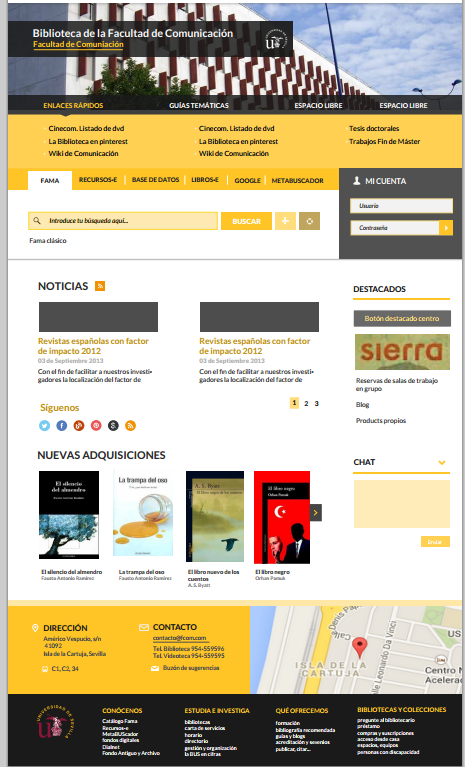 Biblioteca de la Facultad de Comunicación
Facultad de Comuniación
ENLACES RÁPIDOS
GUÍAS TEMÁTICAS
ESPACIO LIBRE
ESPACIO LIBRE
Cinecom. Listado de dvd
Cinecom. Listado de dvd
Tesis doctorales
La Biblioteca en pinterest
La Biblioteca en pinterest
Trabajos Fin de Máster
Wiki de Comunicación
Wiki de Comunicación
FAMA
RECURSOS-E
BASE DE DATOS
LIBROS-E
GOOGLE
METABUSCADOR
MI CUENTA
Introduce tu búsqueda aquí...
BUSCAR
Usuario
Contraseña
Fama clásico
NOTICIAS
Revistas españolas con factor
de impacto 2012
03 de Septiembre 2013
Con el fin de facilitar a nuestros investi-
gadores la localización del factor de
Revistas españolas con factor
de impacto 2012
03 de Septiembre 2013
Con el fin de facilitar a nuestros investi-
gadores la localización del factor de
1 2 3
Síguenos
DESTACADOS
Botón destacado centro
sierra
Reservas de salas de trabajo
en grupo
Blog
Products propios
CHAT
Enviar
NUEVAS ADQUISICIONES
El silencio
del almendro
La trampa del oso
A. S. Byatt
El libro negro
Orhan Pamuk
El silencio del almendro
Fausto Antonio Ramírez
La trampa del oso
Fausto Antonio Ramírez
El libro nuevo de los
cuentos
A. S. Byatt
El libro negro
Orhan Pamuk
DIRECCIÓN
Américo Vespucio, s/n
41092
Isla de la Cartuja, Sevilla
C1, C2, 34
CONTACTO
contacto@fcom.com
Tel. Biblioteca 954-559596
Tel. Videoteca 954-559595
Buzón de sugerencias
ISLA DE LA
CARTUJA
Calle Leonardo Da Vinci
Denis Pap
US
Centro N
Acelerac
UNIVERSIDAD DE SEVILLA
CONÓCENOS
Catálogo Fama
Recursos-e
MetaBUScador
fondos digitales
Dialnet
Fondo Antiguo y Archivo
ESTUDIA E INVESTIGA
bibliotecas
carta de servicios
horario
directorio
gestión y organización
la BUS en cifras
QUÉ OFRECEMOS
formación
bibliografía recomendada
guías y blogs
acreditación y sexenios
publicar, citar...
BIBLIOTECAS Y COLECCIONES
pregunte al bibliotecario
préstamo
compras y suscripciones
acceso desde casa
espacios, equipos
personas con discapacidad